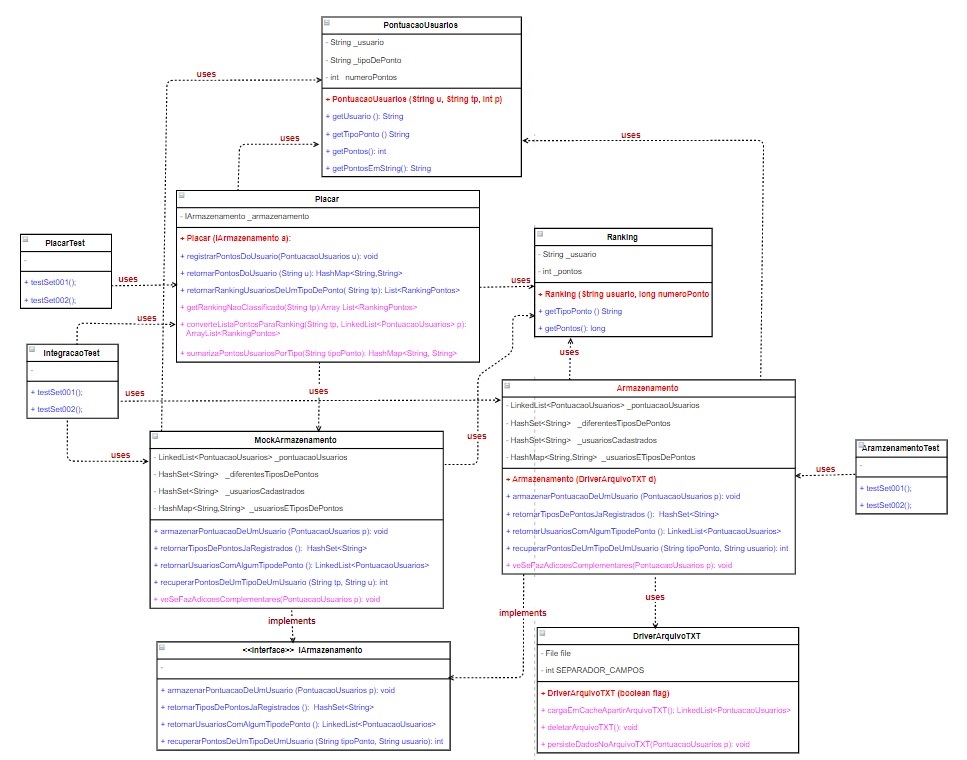 PontuacaoUsuarios
- String _usuario
- String _tipoDePonto
- int numeroPontos
+ PontuacaoUsuarios (String u, String tp, int p)
+ getUsuario (): String
+ getTipoPonto () String
+ getPontos(): int
+ getPontosEmString(): String
uses
uses
uses
Placar
- IArmazenamento _armazenamento
+ Placar (IArmazenamento a):
+ registrarPontosDoUsuario(PontuacaoUsuarios u): void
+ retornarPontosDoUsuario (String u): HashMap<String,String>
+ retornarRankingUsuariosDeUmTipoDePonto( String tp): List<RankingPontos>
+ getRankingNaoClassificado(String tp):Array List<RankingPontos>
+ converteListaPontosParaRanking(String tp, LinkedList<PontuacaoUsuarios> p):
ArrayList<RankingPontos>
+ sumarizaPontosUsuariosPorTipo(String tipoPonto): HashMap<String, String>
PlacarTest
-
+ testSet001();
+ testSet002();
uses
uses
uses
Ranking
- String _usuario
- int _pontos
+ Ranking (String usuario, long numeroPonto
+ getTipoPonto () String
+ getPontos(): long
uses
IntegracaoTest
-
+ testSet001();
+ testSet002();
uses
uses
uses
uses
Armazenamento
- LinkedList<PontuacaoUsuarios> _pontuacaoUsuarios
- HashSet<String> _diferentesTiposDePontos
- HashSet<String> _usuariosCadastrados
- HashMap<String,String> _usuariosETiposDePontos
+ Armazenamento (DriverArquivoTXT d)
+ armazenarPontuacaoDeUmUsuario (PontuacaoUsuarios p): void
+ retornarTiposDePontosJaRegistrados (): HashSet<String>
+ retornarUsuariosComAlgumTipodePonto (): LinkedList<PontuacaoUsuarios>
+ recuperarPontosDeUmTipoDeUmUsuario (String tipoPonto, String usuario): int
+ veSeFazAdicoesComplementares(PontuacaoUsuarios p): void
MockArmazenamento
- LinkedList<PontuacaoUsuarios> _pontuacaoUsuarios
- HashSet<String> _diferentesTiposDePontos
- HashSet<String> _usuariosCadastrados
- HashMap<String,String> _usuariosETiposDePontos
+ armazenarPontuacaoDeUmUsuario (PontuacaoUsuarios p): void
+ retornarTiposDePontosJaRegistrados (): HashSet<String>
+ retornarUsuariosComAlgumTipodePonto (): LinkedList<PontuacaoUsuarios>
+ recuperarPontosDeUmTipoDeUmUsuario (String tp, String u): int
+ veSeFazAdicoesComplementares(PontuacaoUsuarios p): void
AramzenamentoTest
-
+ testSet001();
+ testSet002();
uses
uses
implements
implements
<<interface>> IArmazenamento
-
+ armazenarPontuacaoDeUmUsuario (PontuacaoUsuarios p): void
+ retornarTiposDePontosJaRegistrados (): HashSet<String>
+ retornarUsuariosComAlgumTipodePonto (): LinkedList<PontuacaoUsuarios>
+ recuperarPontosDeUmTipoDeUmUsuario (String tipoPonto, String usuario): int
DriverArquivoTXT
- File file
- int SEPARADOR_CAMPOS
+ DriverArquivoTXT (boolean flag)
+ cargaEmCacheApartirArquivoTXT(); LinkedList<PontuacaoUsuarios>
+ deletarArquivoTXT(): void
+ persisteDadosNoArquivoTXT(PontuacaoUsuarios p): void